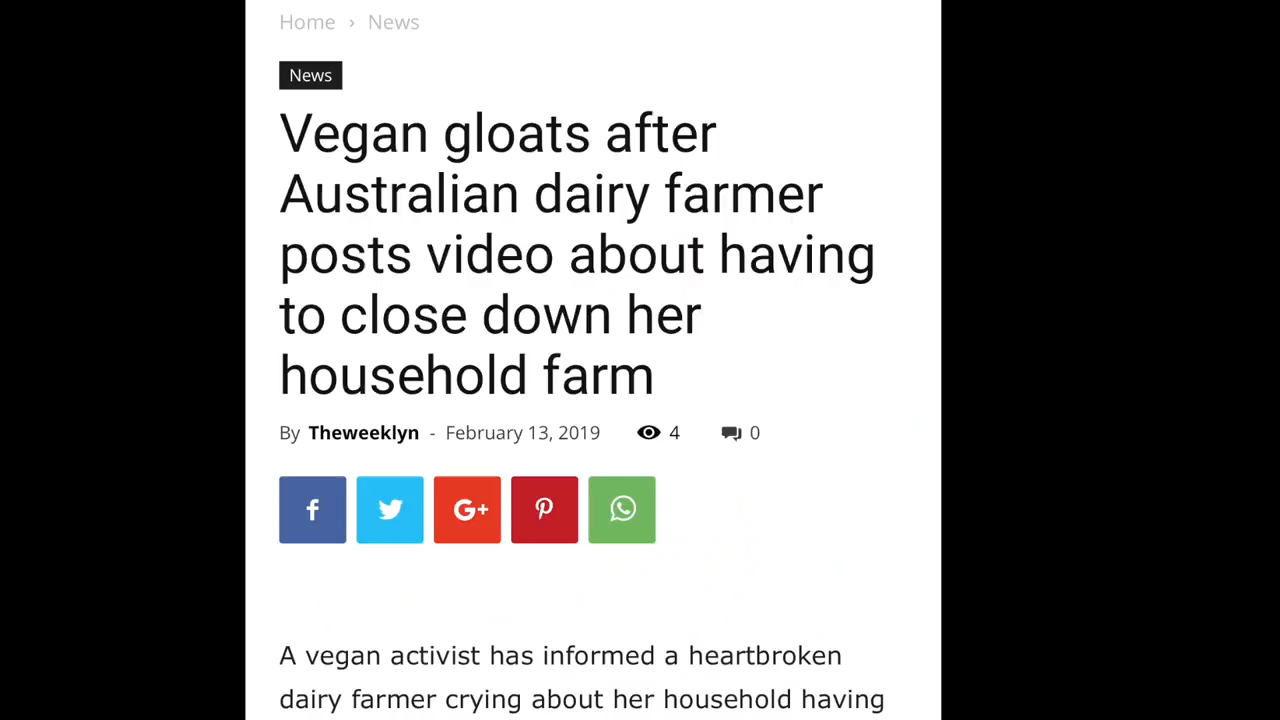 Home › News
News
Vegan gloats after
Australian dairy farmer
posts video about having
to close down her
household farm
By Theweeklyn - February 13, 2019 4 0
f G+
A vegan activist has informed a heartbroken
dairy farmer crying about her household having